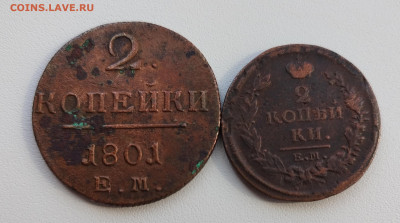 COINS.LAVE.RU
2.
КОПЕЙКИ
1801
Е.М.
2
КОПѢЙ
КИ.
Е.М.